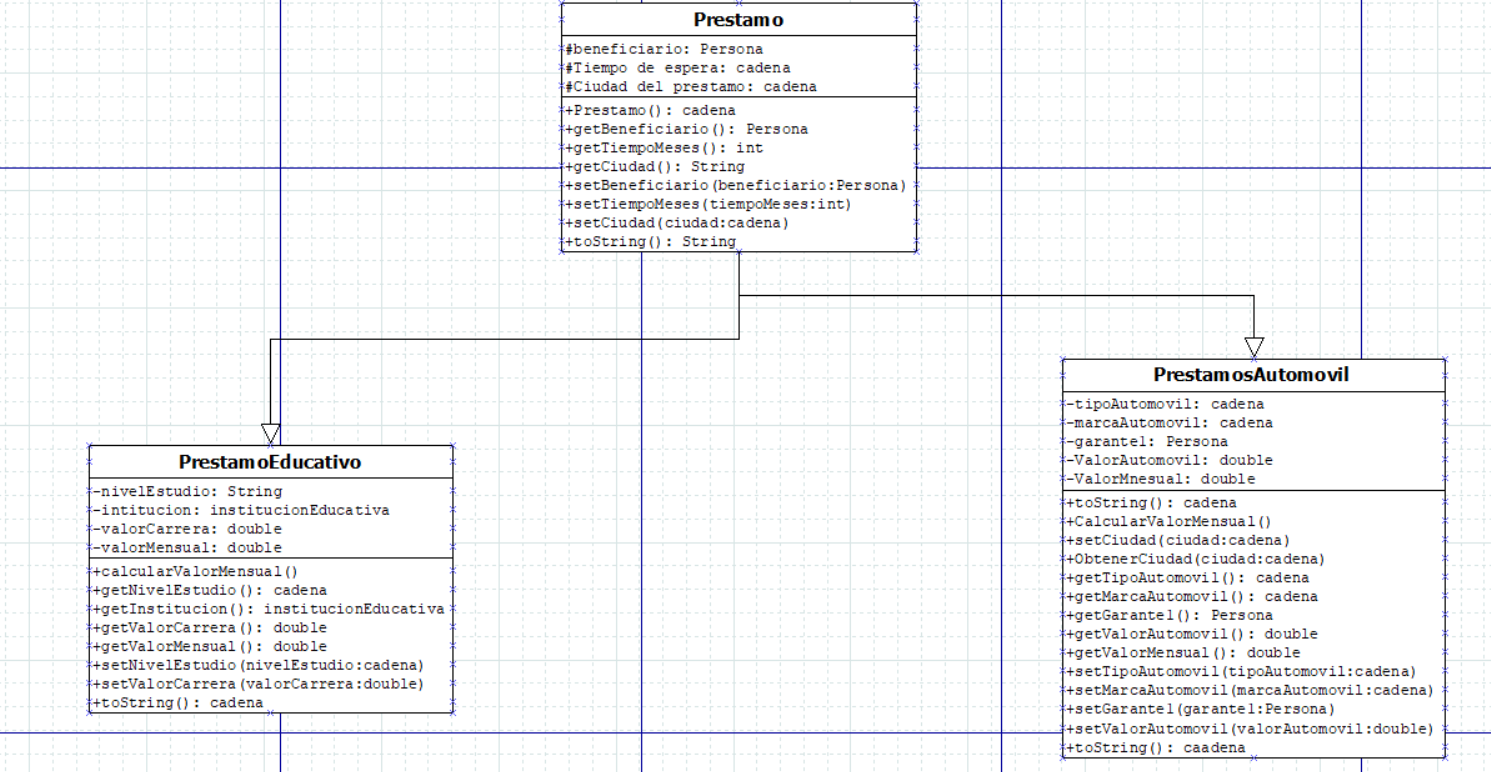 Prestamo
#beneficiario: Persona
#Tiempo de espera: cadena
#Ciudad del prestamo: cadena
+Prestamo(): cadena
+getBeneficiario(): Persona
+getTiempoMeses(): int
+getCiudad(): String
+setBeneficiario(beneficiario:Persona)
+setTiempoMeses(tiempoMeses:int)
+setCiudad(ciudad:cadena)
+toString(): String
PrestamoEducativo
-nivelEstudio: String
-intitucion: institucionEducativa
-valorCarrera: double
-valorMensual: double
+calcularValorMensual()
+getNivelEstudio(): cadena
+getInstitucion(): institucionEducativa
+getValorCarrera(): double
+getValorMensual(): double
+setNivelEstudio(nivelEstudio:cadena)
+setValorCarrera(valorCarrera:double)
+toString(): cadena
PrestamosAutomovil
-tipoAutomovil: cadena
-marcaAutomovil: cadena
-garante1: Persona
-ValorAutomovil: double
-ValorMnesual: double
+toString(): cadena
+CalcularValorMensual()
+setCiudad(ciudad:cadena)
+ObtenerCiudad(ciudad:cadena)
+getTipoAutomovil(): cadena
+getMarcaAutomovil(): cadena
+getGarante1(): Persona
+getValorAutomovil(): double
+getValorMensual(): double
+setTipoAutomovil(tipoAutomovil:cadena)
+setMarcaAutomovil(marcaAutomovil:cadena)
+setGarante1(garante1:Persona)
+setValorAutomovil(valorAutomovil:double)
+toString(): caadena